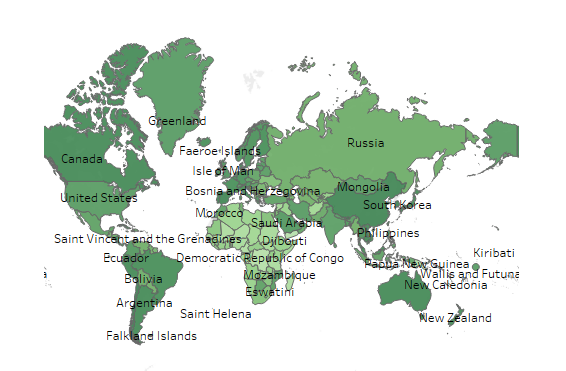 Greenland
Faeroe Islands
Russia
Canada
Isle of Man
Bosnia and Herzegovina
Mongolia
United States
South Korea
Morocco
Saudi Arabia
Philippines
Saint Vincent and the Grenadines
Djibouti
Kiribati
Ecuador
Democratic Republic of Congo
Papua New Guinea
a
Wallis and Futuna
Bolivia
Mozambique
New Caledonia
Eswatini
Argentina
Saint Helena
New Zealand
Falkland Islands